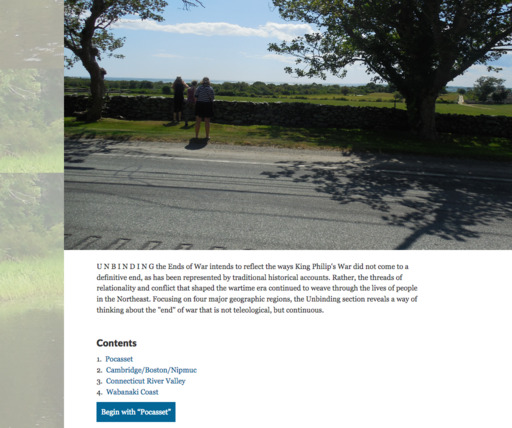 U N B I N D I N G the Ends of War intends to reflect the ways King Philip's War did not come to a
definitive end, as has been represented by traditional historical accounts. Rather, the threads of
relationality and conflict that shaped the wartime era continued to weave through the lives of people
in the Northeast. Focusing on four major geographic regions, the Unbinding section reveals a way of
thinking about the "end" of war that is not teleological, but continuous.
Contents
1. Pocasset
2. Cambridge/Boston/Nipmuc
3. Connecticut River Valley
4. Wabanaki Coast
Begin with "Pocasset"